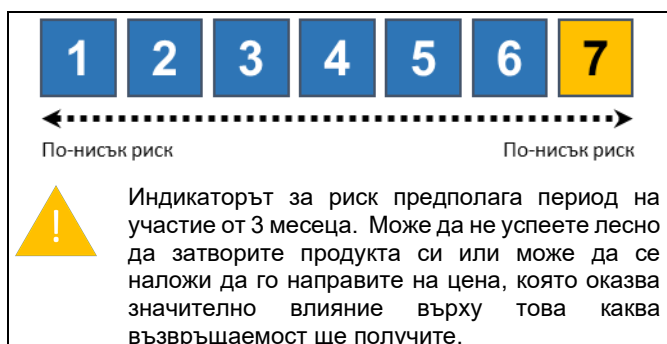 1 2 3 4 5 6 7
По-нисък риск По-нисък риск
!
Индикаторът за риск предполага период на
участие от 3 месеца. Може да не успеете лесно
да затворите продукта си или може да се
наложи да го направите на цена, която оказва
значително влияние върху това каква
възвръщаемост ще получите.